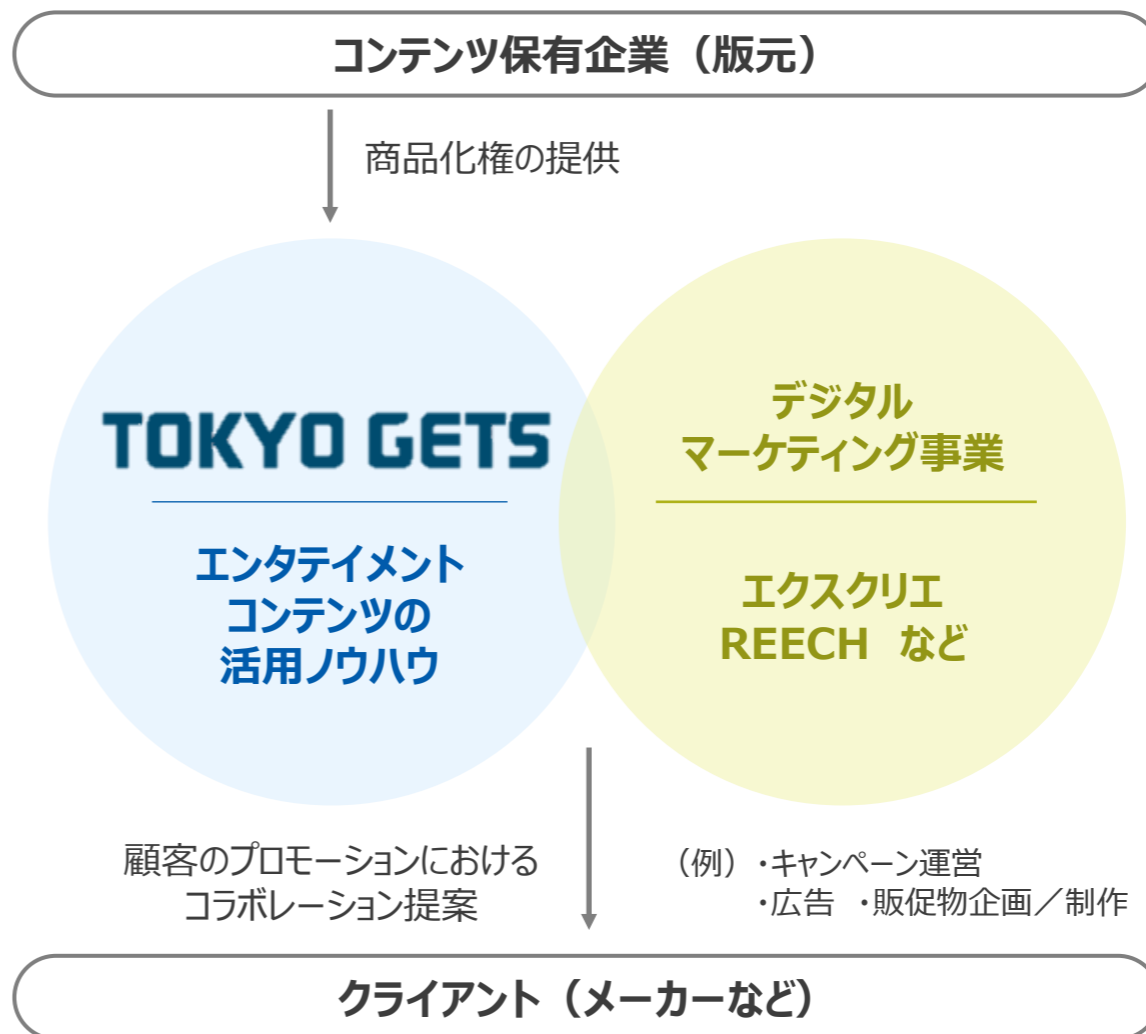 コンテンツ保有企業（版元）
商品化権の提供
TOKYO GETS
エンタテイメント
コンテンツの
活用ノウハウ
デジタル
マーケティング事業
エクスクリエ
REECH など
顧客のプロモーションにおける
コラボレーション提案
（例）・キャンペーン運営
・広告 ・販促物企画／制作
クライアント（メーカーなど）